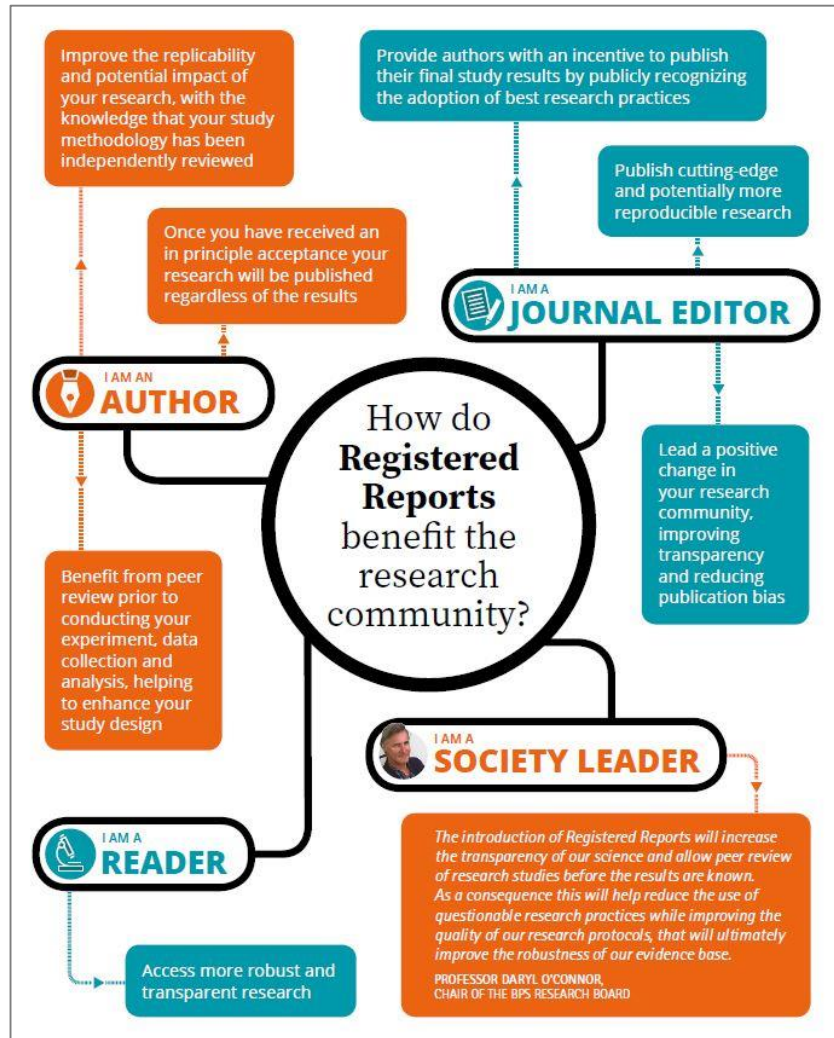 Improve the replicability
and potential impact of
your research, with the
knowledge that your study
methodology has been
independently reviewed
Provide authors with an incentive to publish
their final study results by publicly recognizing
the adoption of best research practices
Publish cutting-edge
and potentially more
reproducible research
Once you have received an
in principle acceptance your
research will be published
regardless of the results
I AM A
JOURNAL EDITOR
I AM AN
AUTHOR
How do
Registered
Reports
benefit the
research
community?
Lead a positive
change in
your research
community,
improving
transparency
and reducing
publication bias
Benefit from peer
review prior to
conducting your
experiment, data
collection and
analysis, helping
to enhance your
study design
I AM A
SOCIETY LEADER
The introduction of Registered Reports will increase
the transparency of our science and allow peer review
of research studies before the results are known.
As a consequence this will help reduce the use of
questionable research practices while improving the
quality of our research protocols, that will ultimately
improve the robustness of our evidence base.
PROFESSOR DARYL O'CONNOR,
CHAIR OF THE BPS RESEARCH BOARD
I AM A
READER
Access more robust and
transparent research